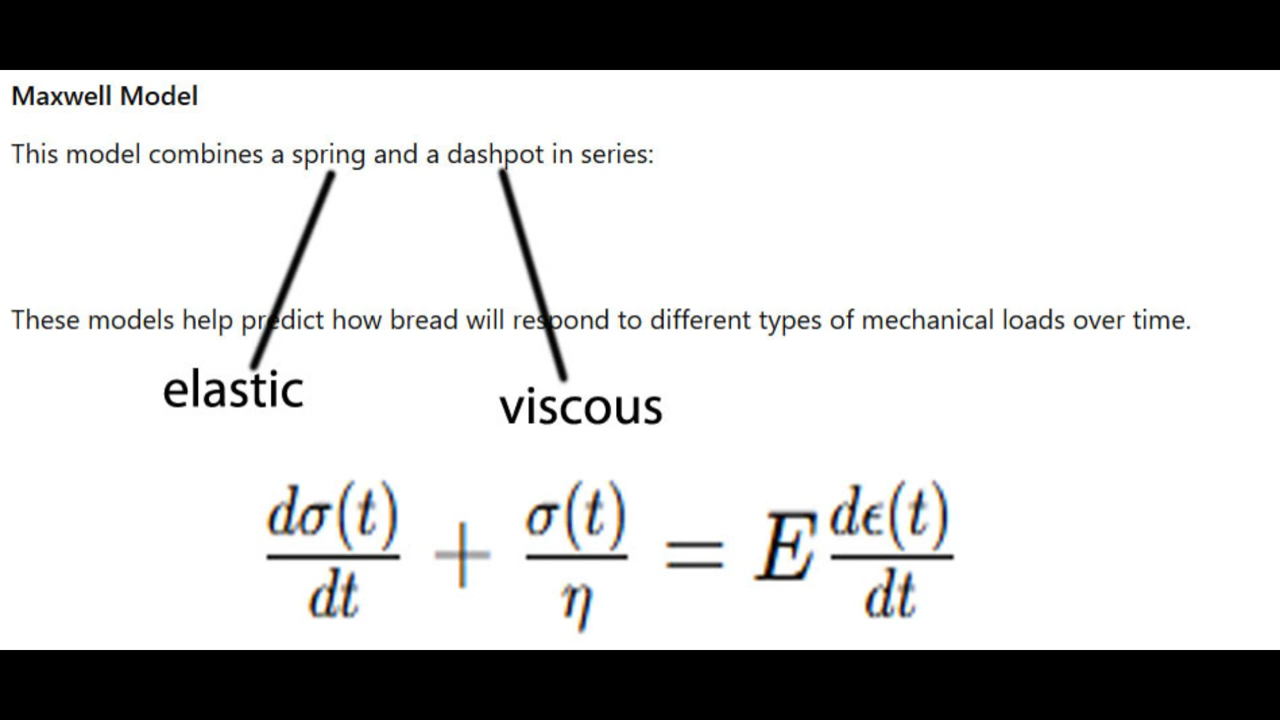 Maxwell Model
This model combines a spring and a dashpot in series:
These models help predict how bread will respond to different types of mechanical loads over time.
elastic
viscous
dσ(t)/dt + σ(t)/η = E dϵ(t)/dt